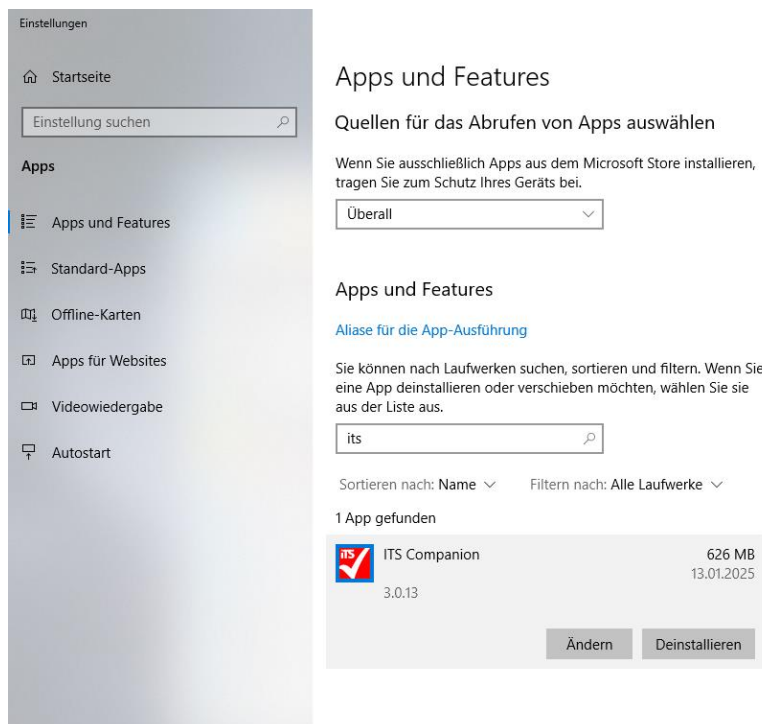 Einstellungen
Startseite
Einstellung suchen
Apps
Apps und Features
Standard-Apps
Offline-Karten
Apps für Websites
Videowiedergabe
Autostart
Apps und Features
Quellen für das Abrufen von Apps auswählen
Wenn Sie ausschließlich Apps aus dem Microsoft Store installieren,
tragen Sie zum Schutz Ihres Geräts bei.
Überall
Apps und Features
Aliase für die App-Ausführung
Sie können nach Laufwerken suchen, sortieren und filtern. Wenn Sie
eine App deinstallieren oder verschieben möchten, wählen Sie sie
aus der Liste aus.
its
Sortieren nach: Name Filtern nach: Alle Laufwerke
1 App gefunden
iTS
ITS Companion 626 MB
13.01.2025
3.0.13
Ändern Deinstallieren